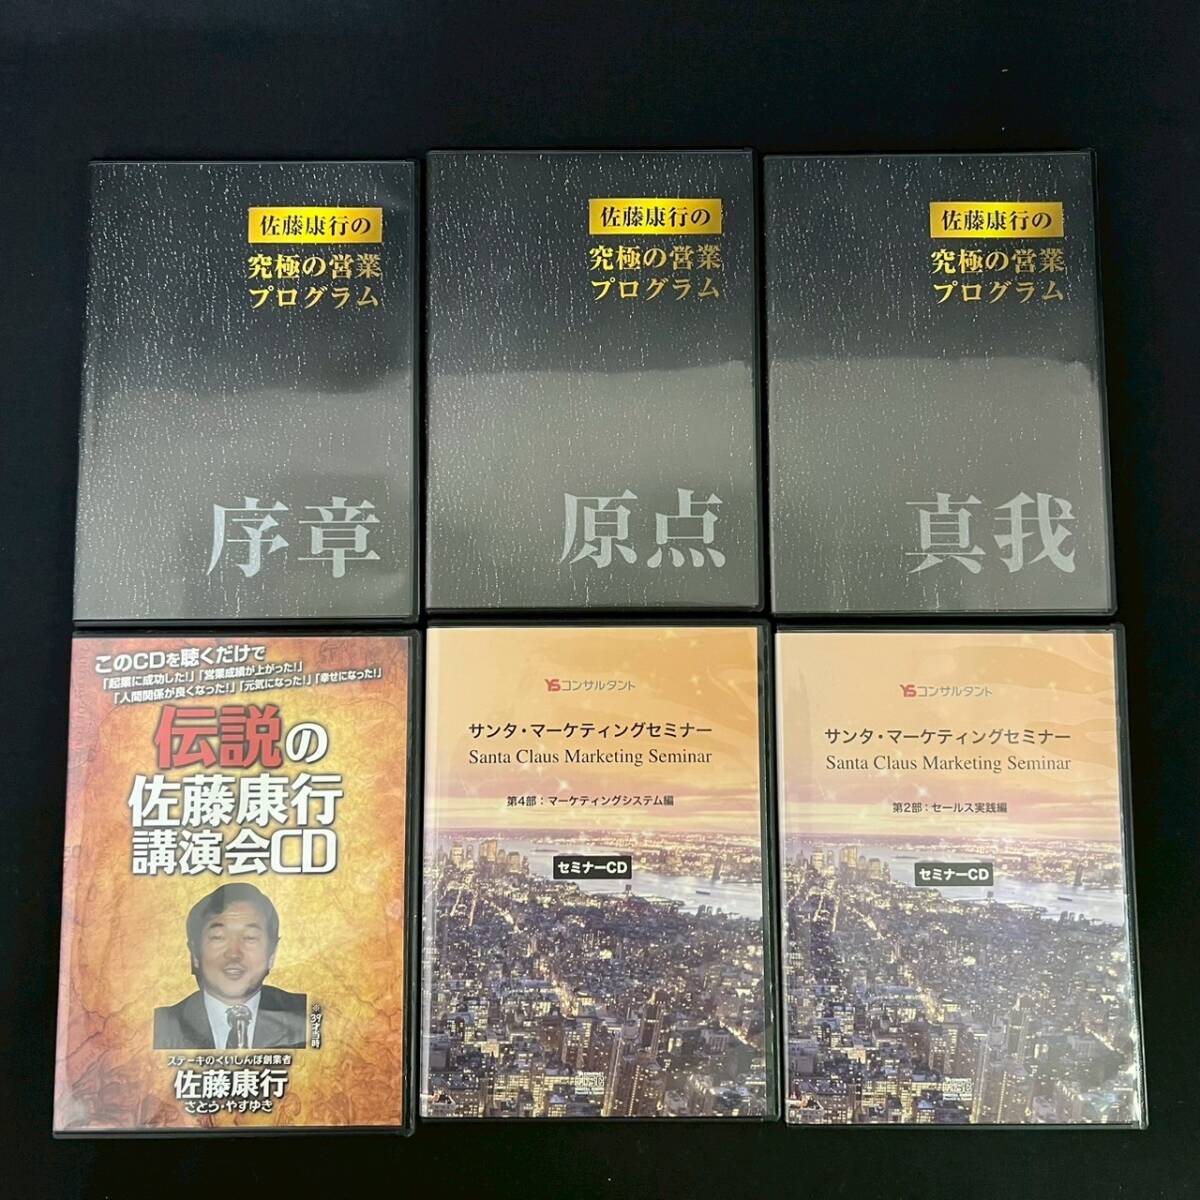 佐藤康行の
究極の営業
プログラム
序章
佐藤康行の
究極の営業
プログラム
原点
佐藤康行の
究極の営業
プログラム
真我
このCDを聴くだけで
「起業に成功した!」「営業成績が上がった!」
「人間関係が良くなった!」「元気になった!」「幸せになった!」
伝説の
佐藤康行
講演会CD
※39才当時
ステーキのくいしんぼ創業者
佐藤康行
さとう・やすゆき
YSコンサルタント
サンタ・マーケティングセミナー
Santa Claus Marketing Seminar
第4部:マーケティングシステム編
セミナーCD
YSコンサルタント
サンタ・マーケティングセミナー
Santa Claus Marketing Seminar
第2部:セールス実践編
セミナーCD